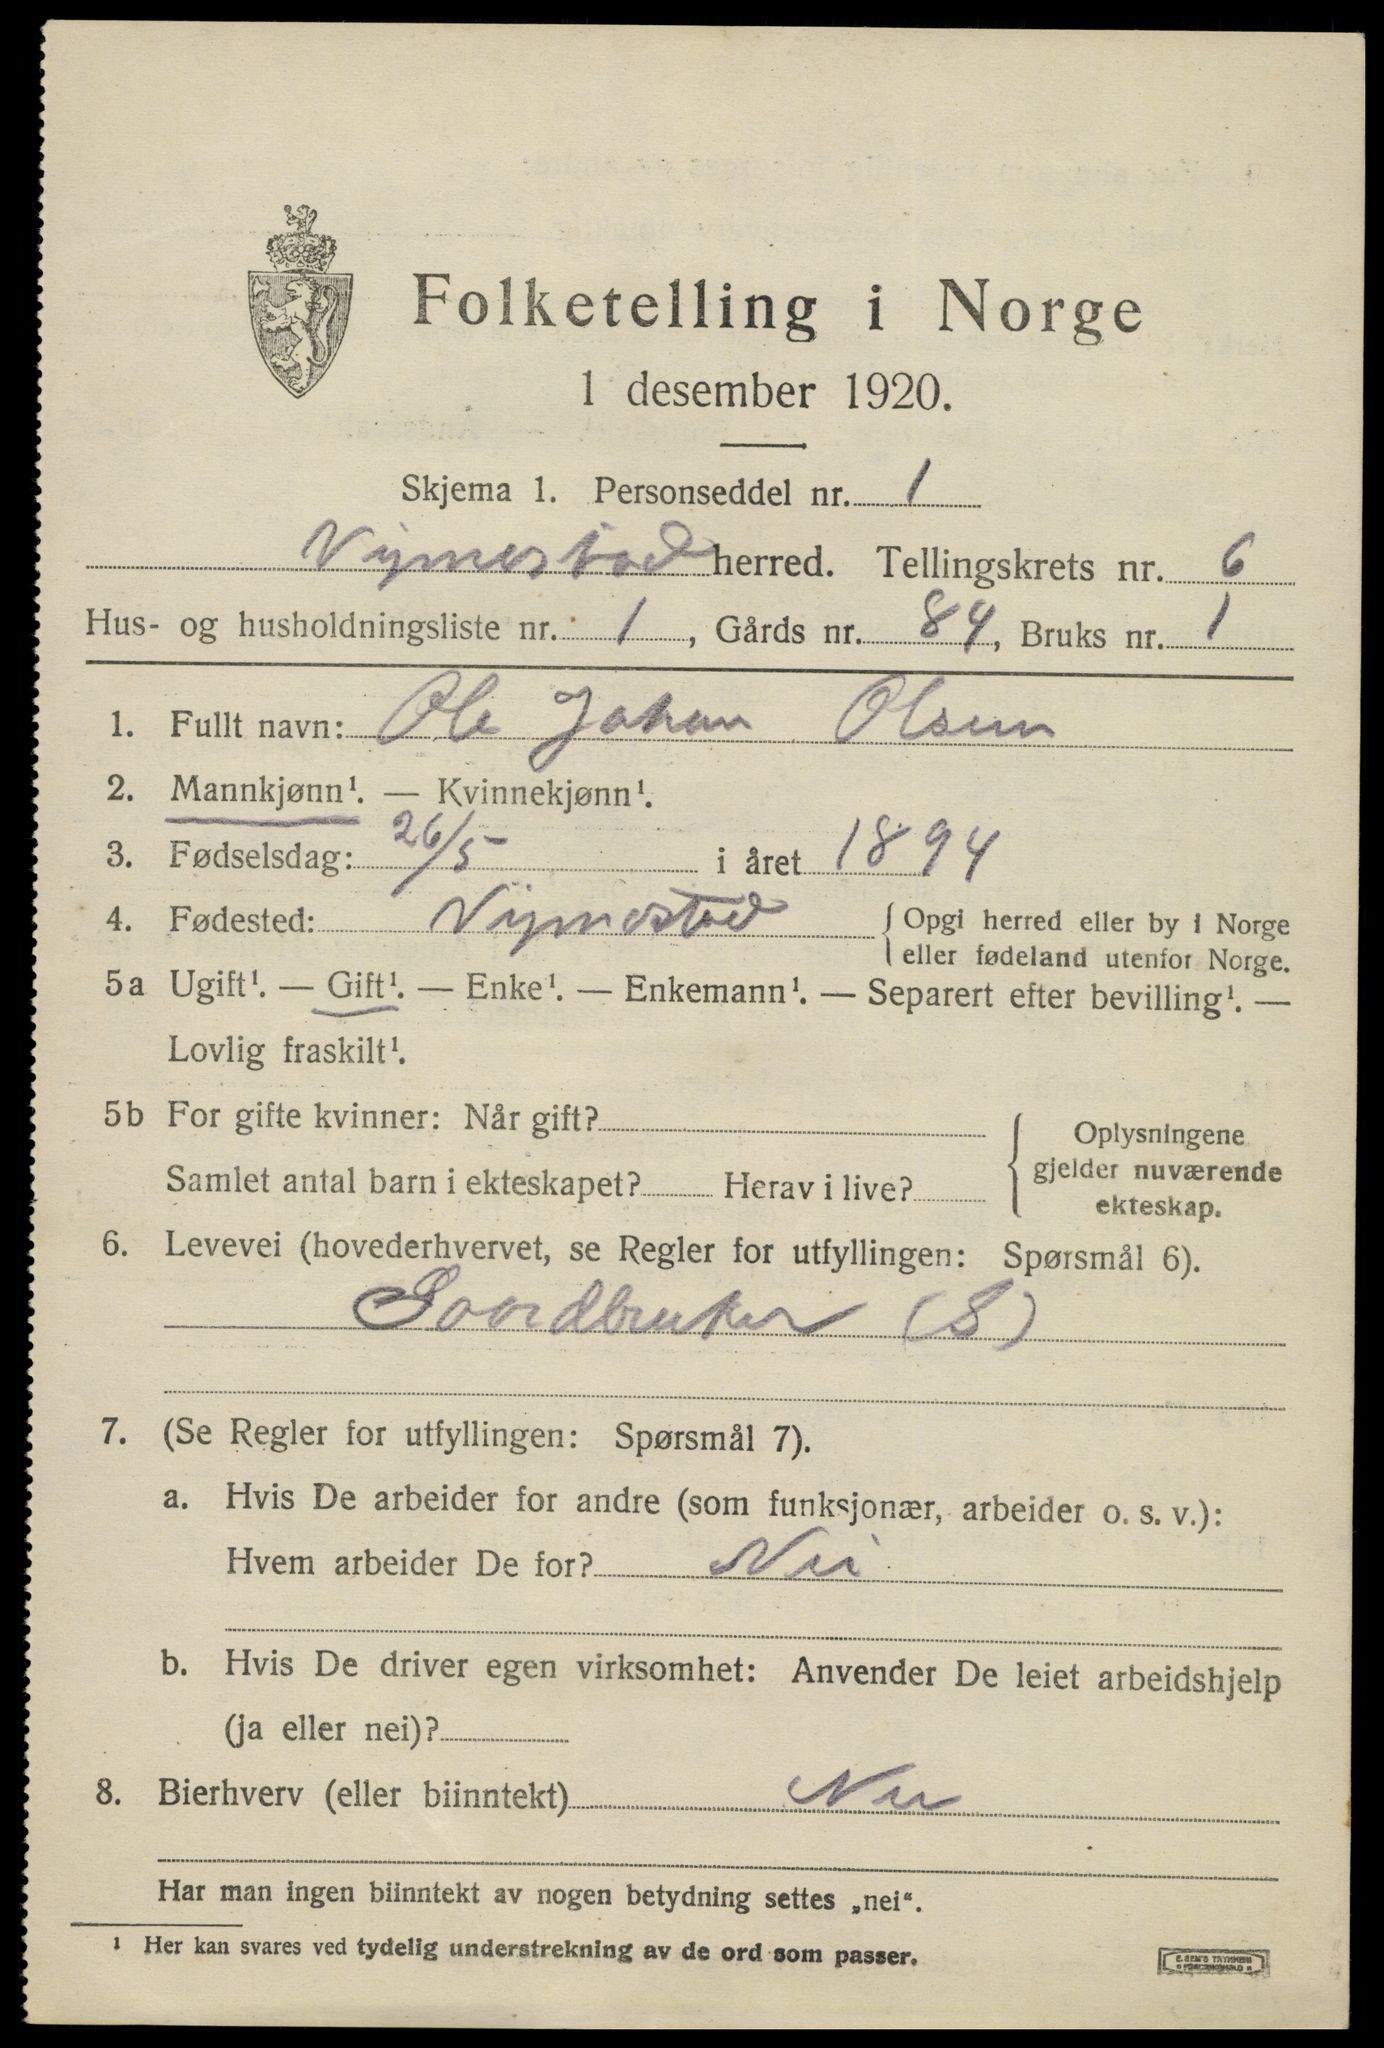 Folketelling i Norge
1 desember 1920.
Skjema 1. Personseddel nr. 1
Vigmostad herred. Tellingskrets nr. 6
Hus- og husholdningsliste nr. 1, Gårds nr. 84, Bruks nr. 1
1. Fullt navn: Ole Johan Olsen
2. Mannkjønn¹. — Kvinnekjønn¹.
3. Fødselsdag: 26/5 i året 1894
4. Fødested: Vigmostad { Opgi herred eller by i Norge
eller fødeland utenfor Norge.
5a Ugift¹. — Gift¹. — Enke¹. — Enkemann¹. — Separert efter bevilling¹. —
Lovlig fraskilt¹.
5b For gifte kvinner: Når gift?
Samlet antal barn i ekteskapet? Herav i live?
{ Oplysningene
gjelder nuværende
ekteskap.
6. Levevei (hovederhvervet, se Regler for utfyllingen: Spørsmål 6).
Gaardbruker (S)
7. (Se Regler for utfyllingen: Spørsmål 7).
a. Hvis De arbeider for andre (som funksjonær, arbeider o. s. v.):
Hvem arbeider De for? Nei
b. Hvis De driver egen virksomhet: Anvender De leiet arbeidshjelp
(ja eller nei)?
8. Bierhverv (eller biinntekt) Nei
Har man ingen biinntekt av nogen betydning settes „nei“.
¹ Her kan svares ved tydelig understrekning av de ord som passer.